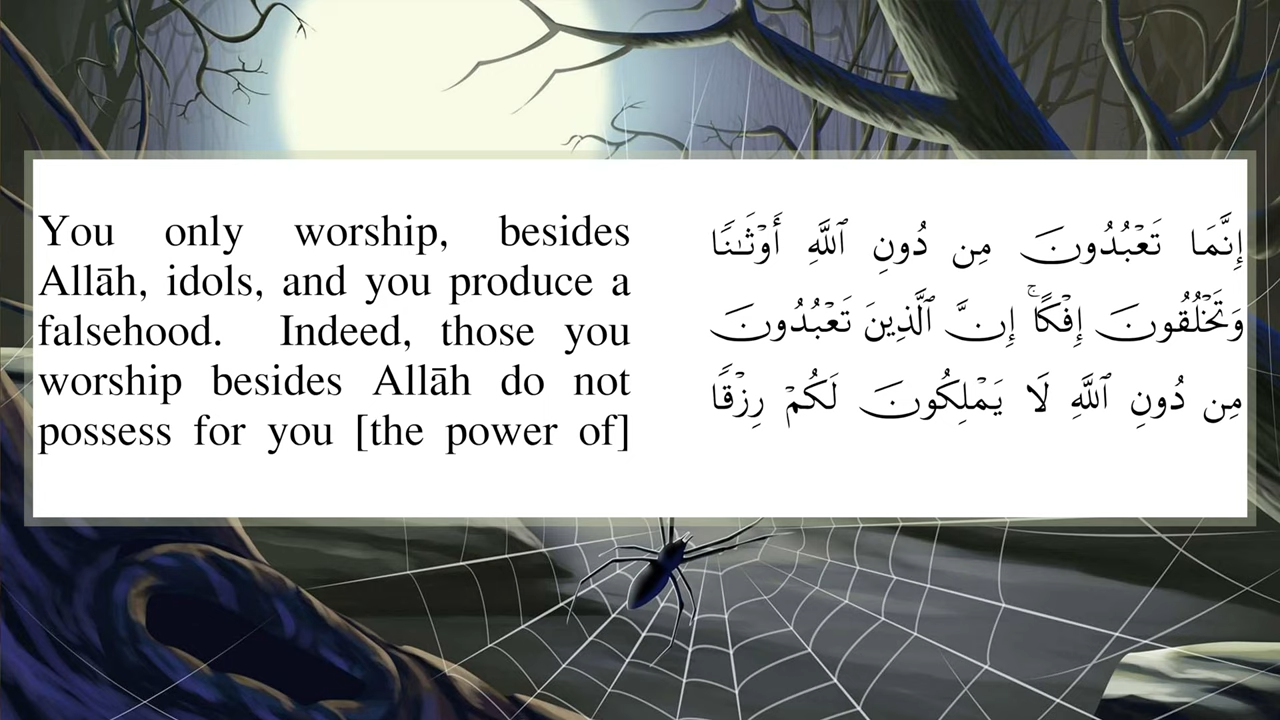 You only worship, besides
Allāh, idols, and you produce a
falsehood. Indeed, those you
worship besides Allāh do not
possess for you [the power of]
إِنَّمَا تَعۡبُدُونَ مِن دُونِ ٱللَّهِ أَوۡثَٰنٗا
وَتَخۡلُقُونَ إِفۡكًاۚ إِنَّ ٱلَّذِينَ تَعۡبُدُونَ
مِن دُونِ ٱللَّهِ لَا يَمۡلِكُونَ لَكُمۡ رِزۡقٗا